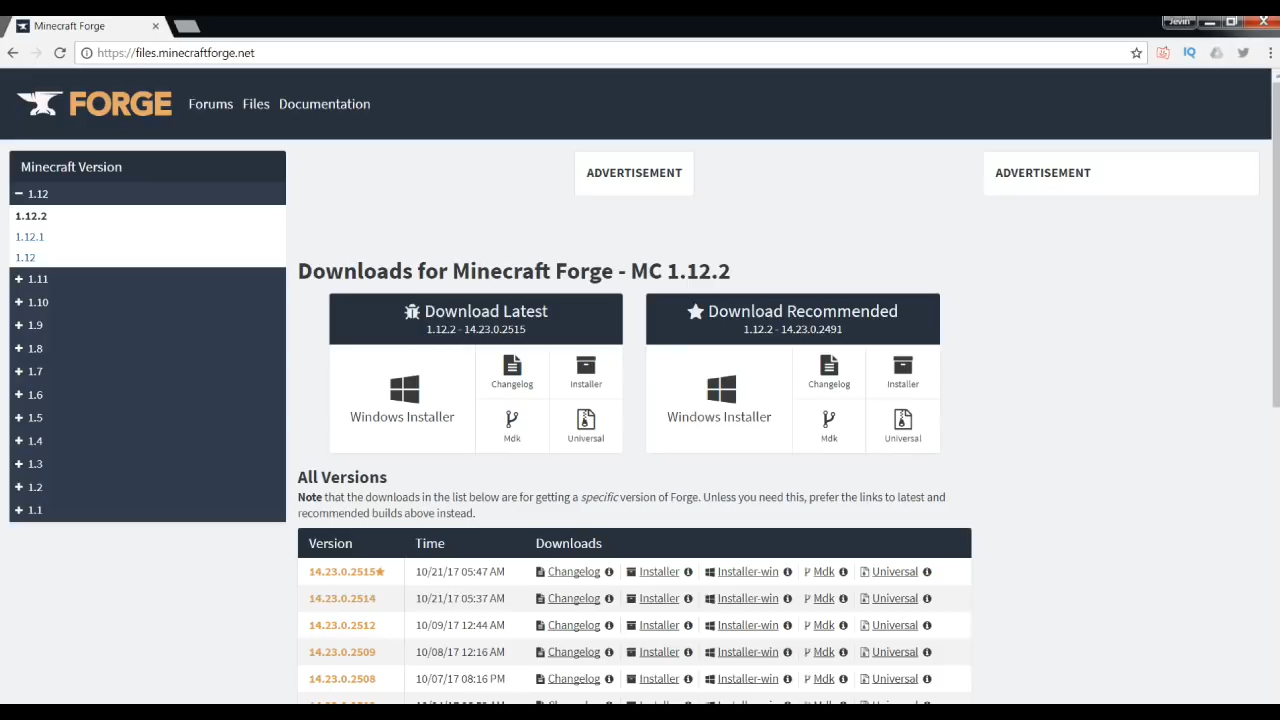 Minecraft Forge
Jevin
https://files.minecraftforge.net
IQ
FORGE Forums Files Documentation
Minecraft Version
1.12
1.12.2
1.12.1
1.12
1.11
1.10
1.9
1.8
1.7
1.6
1.5
1.4
1.3
1.2
1.1
ADVERTISEMENT
ADVERTISEMENT
Downloads for Minecraft Forge - MC 1.12.2
Download Latest
1.12.2 - 14.23.0.2515
Windows Installer
Changelog
Installer
Mdk
Universal
Download Recommended
1.12.2 - 14.23.0.2491
Windows Installer
Changelog
Installer
Mdk
Universal
All Versions
Note that the downloads in the list below are for getting a specific version of Forge. Unless you need this, prefer the links to latest and
recommended builds above instead.
Version Time Downloads
14.23.0.2515 10/21/17 05:47 AM Changelog Installer Installer-win Mdk Universal
14.23.0.2514 10/21/17 05:37 AM Changelog Installer Installer-win Mdk Universal
14.23.0.2512 10/09/17 12:44 AM Changelog Installer Installer-win Mdk Universal
14.23.0.2509 10/08/17 12:16 AM Changelog Installer Installer-win Mdk Universal
14.23.0.2508 10/07/17 08:16 PM Changelog Installer Installer-win Mdk Universal